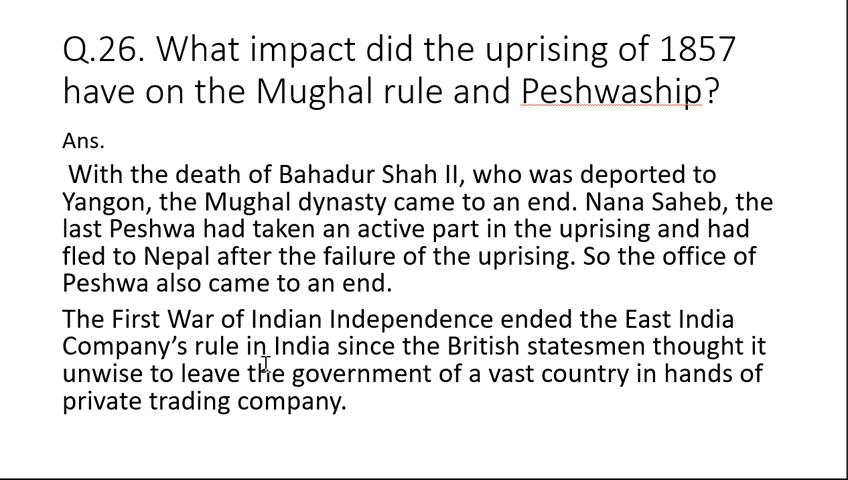 Q.26. What impact did the uprising of 1857
have on the Mughal rule and Peshwaship?
Ans.
With the death of Bahadur Shah II, who was deported to
Yangon, the Mughal dynasty came to an end. Nana Saheb, the
last Peshwa had taken an active part in the uprising and had
fled to Nepal after the failure of the uprising. So the office of
Peshwa also came to an end.
The First War of Indian Independence ended the East India
Company’s rule in India since the British statesmen thought it
unwise to leave the government of a vast country in hands of
private trading company.